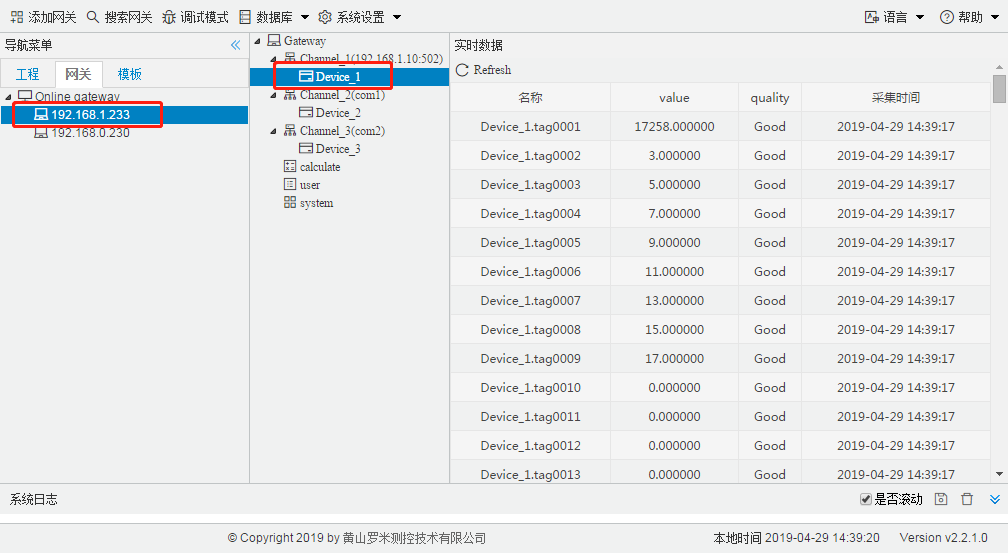 添加网关 搜索网关 调试模式 数据库 系统设置 语言 帮助
导航菜单
工程 网关 模板
Online gateway
192.168.1.233
192.168.0.230
Gateway
Channel_1(192.168.1.10:502)
Device_1
Channel_2(com1)
Device_2
Channel_3(com2)
Device_3
calculate
user
system
实时数据
Refresh
名称 value quality 采集时间
Device_1.tag0001 17258.000000 Good 2019-04-29 14:39:17
Device_1.tag0002 3.000000 Good 2019-04-29 14:39:17
Device_1.tag0003 5.000000 Good 2019-04-29 14:39:17
Device_1.tag0004 7.000000 Good 2019-04-29 14:39:17
Device_1.tag0005 9.000000 Good 2019-04-29 14:39:17
Device_1.tag0006 11.000000 Good 2019-04-29 14:39:17
Device_1.tag0007 13.000000 Good 2019-04-29 14:39:17
Device_1.tag0008 15.000000 Good 2019-04-29 14:39:17
Device_1.tag0009 17.000000 Good 2019-04-29 14:39:17
Device_1.tag0010 0.000000 Good 2019-04-29 14:39:17
Device_1.tag0011 0.000000 Good 2019-04-29 14:39:17
Device_1.tag0012 0.000000 Good 2019-04-29 14:39:17
Device_1.tag0013 0.000000 Good 2019-04-29 14:39:17
系统日志 是否滚动
© Copyright 2019 by 黄山罗米测控技术有限公司 本地时间 2019-04-29 14:39:20 Version v2.2.1.0